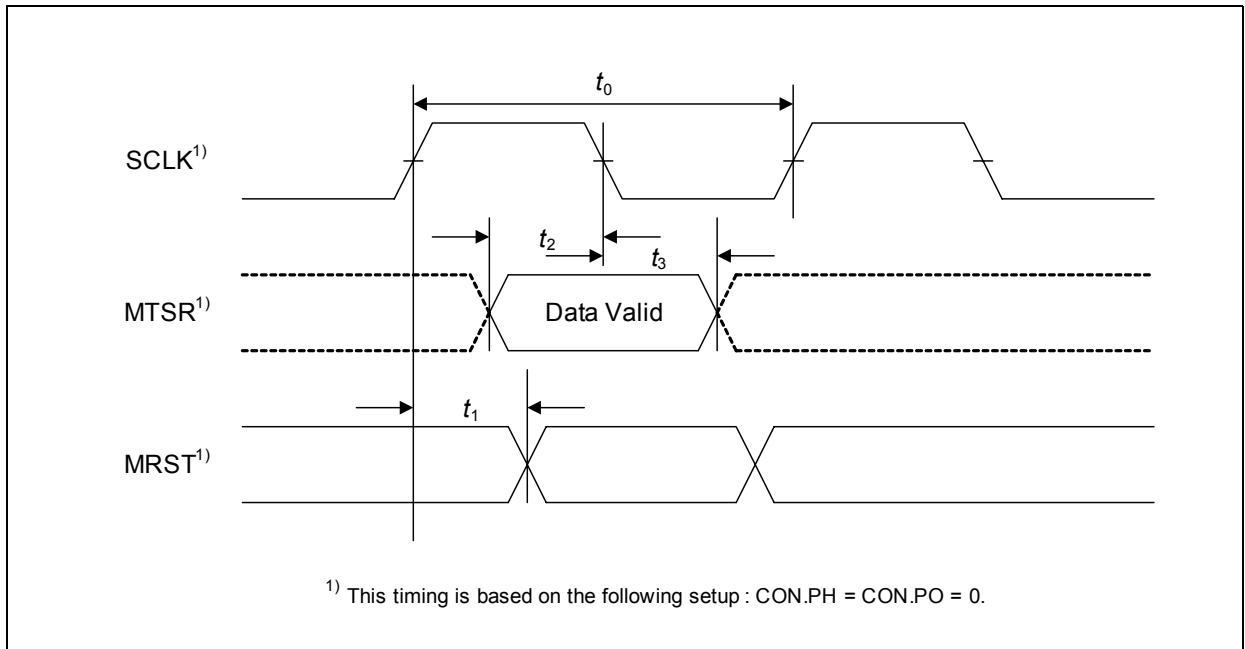 t₀
SCLK¹⁾
t₂
t₃
MTSR¹⁾
Data Valid
t₁
MRST¹⁾
¹⁾ This timing is based on the following setup : CON.PH = CON.PO = 0.